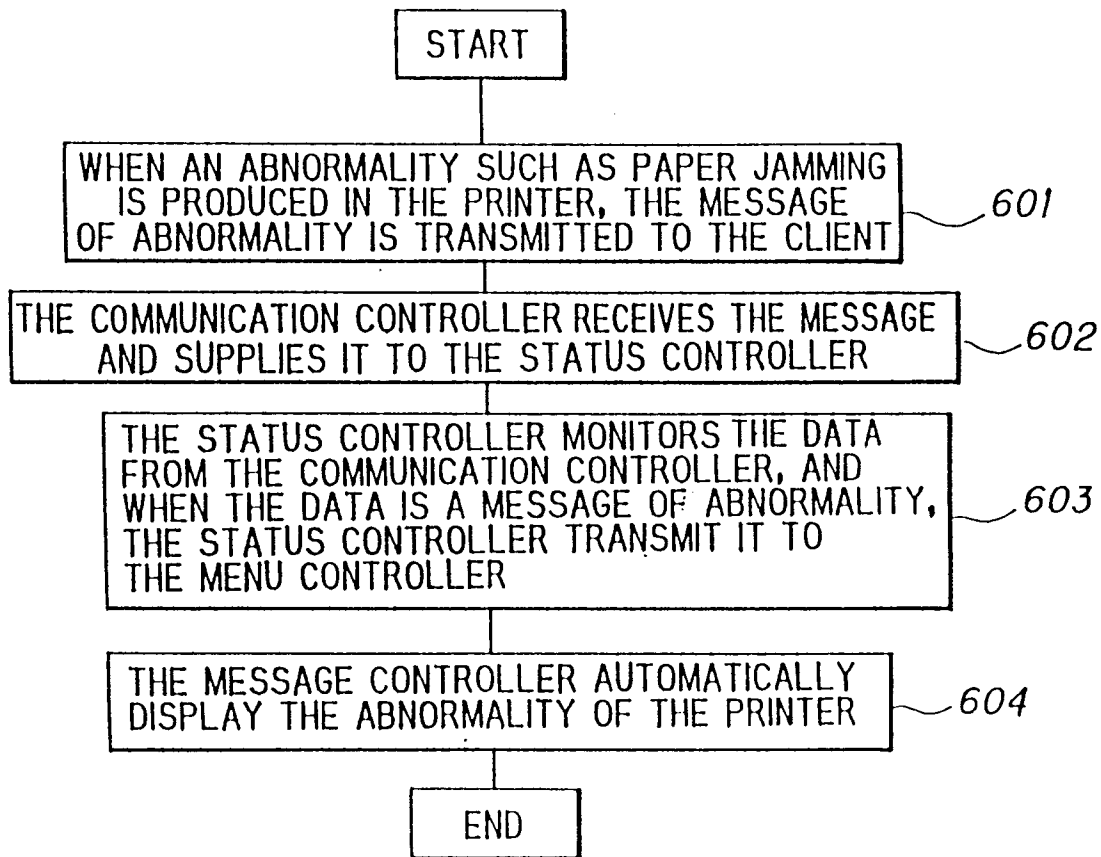 START
WHEN AN ABNORMALITY SUCH AS PAPER JAMMING
IS PRODUCED IN THE PRINTER, THE MESSAGE
OF ABNORMALITY IS TRANSMITTED TO THE CLIENT
601
THE COMMUNICATION CONTROLLER RECEIVES THE MESSAGE
AND SUPPLIES IT TO THE STATUS CONTROLLER
602
THE STATUS CONTROLLER MONITORS THE DATA
FROM THE COMMUNICATION CONTROLLER, AND
WHEN THE DATA IS A MESSAGE OF ABNORMALITY,
THE STATUS CONTROLLER TRANSMIT IT TO
THE MENU CONTROLLER
603
THE MESSAGE CONTROLLER AUTOMATICALLY
DISPLAY THE ABNORMALITY OF THE PRINTER
604
END